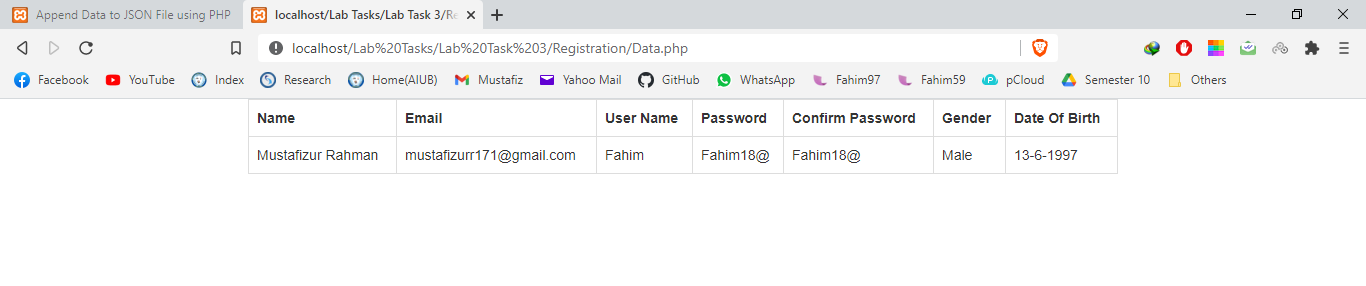 Append Data to JSON File using PHP localhost/Lab Tasks/Lab Task 3/Re
localhost/Lab%20Tasks/Lab%20Task%203/Registration/Data.php
Facebook YouTube Index Research Home(AIUB) Mustafiz Yahoo Mail GitHub WhatsApp Fahim97 Fahim59 pCloud Semester 10 Others
Name Email User Name Password Confirm Password Gender Date Of Birth
Mustafizur Rahman mustafizurr171@gmail.com Fahim Fahim18@ Fahim18@ Male 13-6-1997